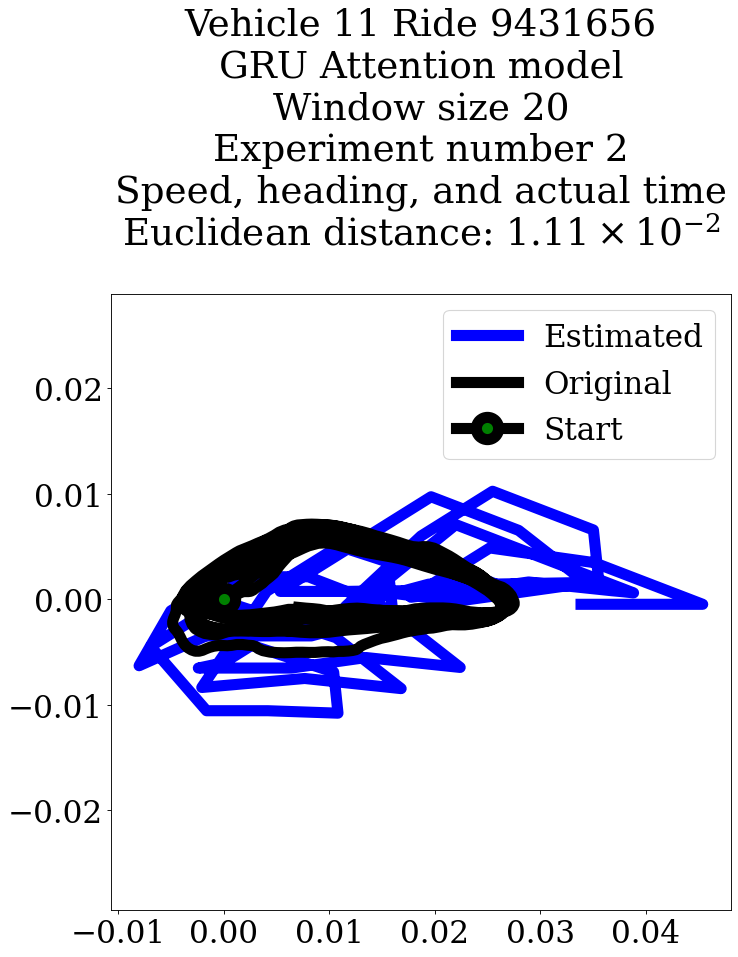 Vehicle 11 Ride 9431656
GRU Attention model
Window size 20
Experiment number 2
Speed, heading, and actual time
Euclidean distance: 1.11 × 10⁻²
Estimated
Original
Start
0.02
0.01
0.00
−0.01
−0.02
−0.01 0.00 0.01 0.02 0.03 0.04